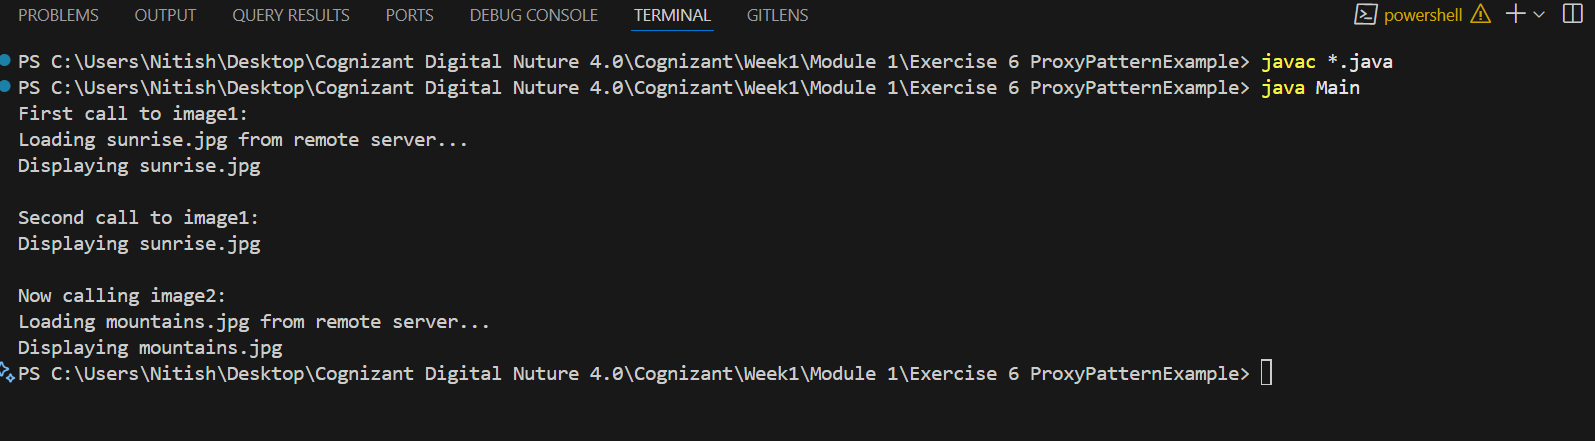 PROBLEMS OUTPUT QUERY RESULTS PORTS DEBUG CONSOLE TERMINAL GITLENS powershell
PS C:\Users\Nitish\Desktop\Cognizant Digital Nuture 4.0\Cognizant\Week1\Module 1\Exercise 6 ProxyPatternExample> javac *.java
PS C:\Users\Nitish\Desktop\Cognizant Digital Nuture 4.0\Cognizant\Week1\Module 1\Exercise 6 ProxyPatternExample> java Main
First call to image1:
Loading sunrise.jpg from remote server...
Displaying sunrise.jpg
Second call to image1:
Displaying sunrise.jpg
Now calling image2:
Loading mountains.jpg from remote server...
Displaying mountains.jpg
PS C:\Users\Nitish\Desktop\Cognizant Digital Nuture 4.0\Cognizant\Week1\Module 1\Exercise 6 ProxyPatternExample>